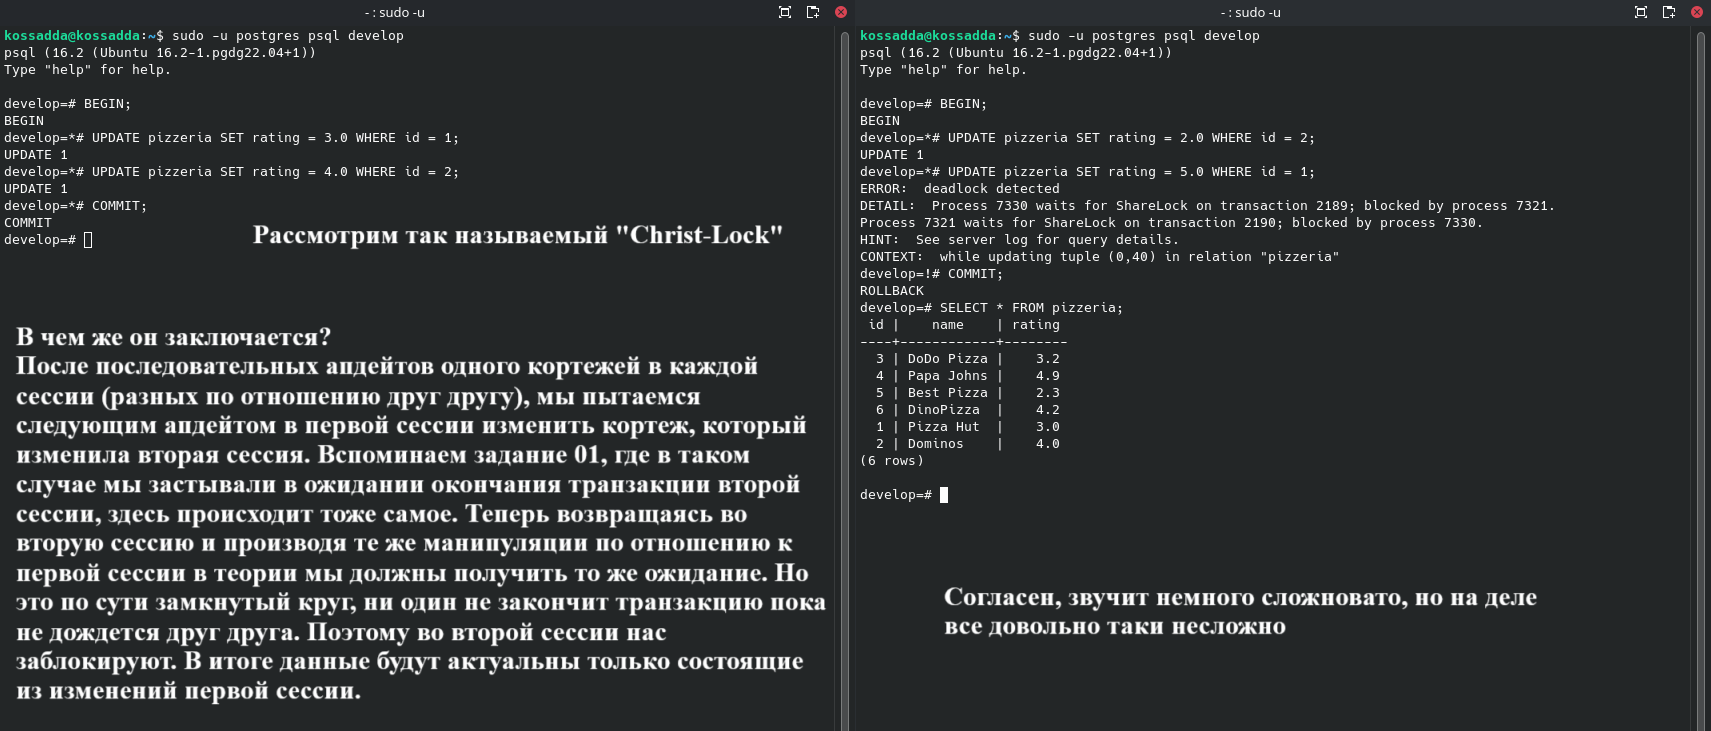 - : sudo -u
kossadda@kossadda:~$ sudo -u postgres psql develop
psql (16.2 (Ubuntu 16.2-1.pgdg22.04+1))
Type "help" for help.
develop=# BEGIN;
BEGIN
develop=*# UPDATE pizzeria SET rating = 3.0 WHERE id = 1;
UPDATE 1
develop=*# UPDATE pizzeria SET rating = 4.0 WHERE id = 2;
UPDATE 1
develop=*# COMMIT;
COMMIT
develop=#
Рассмотрим так называемый "Christ-Lock"
В чем же он заключается?
После последовательных апдейтов одного кортежей в каждой
сессии (разных по отношению друг другу), мы пытаемся
следующим апдейтом в первой сессии изменить кортеж, который
изменила вторая сессия. Вспоминаем задание 01, где в таком
случае мы застывали в ожидании окончания транзакции второй
сессии, здесь происходит тоже самое. Теперь возвращаясь во
вторую сессию и производя те же манипуляции по отношению к
первой сессии в теории мы должны получить то же ожидание. Но
это по сути замкнутый круг, ни один не закончит транзакцию пока
не дождется друг друга. Поэтому во второй сессии нас
заблокируют. В итоге данные будут актуальны только состоящие
из изменений первой сессии.
- : sudo -u
kossadda@kossadda:~$ sudo -u postgres psql develop
psql (16.2 (Ubuntu 16.2-1.pgdg22.04+1))
Type "help" for help.
develop=# BEGIN;
BEGIN
develop=*# UPDATE pizzeria SET rating = 2.0 WHERE id = 2;
UPDATE 1
develop=*# UPDATE pizzeria SET rating = 5.0 WHERE id = 1;
ERROR:  deadlock detected
DETAIL:  Process 7330 waits for ShareLock on transaction 2189; blocked by process 7321.
Process 7321 waits for ShareLock on transaction 2190; blocked by process 7330.
HINT:  See server log for query details.
CONTEXT:  while updating tuple (0,40) in relation "pizzeria"
develop=!# COMMIT;
ROLLBACK
develop=# SELECT * FROM pizzeria;
 id |    name    | rating
----+------------+--------
  3 | DoDo Pizza |    3.2
  4 | Papa Johns |    4.9
  5 | Best Pizza |    2.3
  6 | DinoPizza  |    4.2
  1 | Pizza Hut  |    3.0
  2 | Dominos    |    4.0
(6 rows)
develop=#
Согласен, звучит немного сложновато, но на деле
все довольно таки несложно